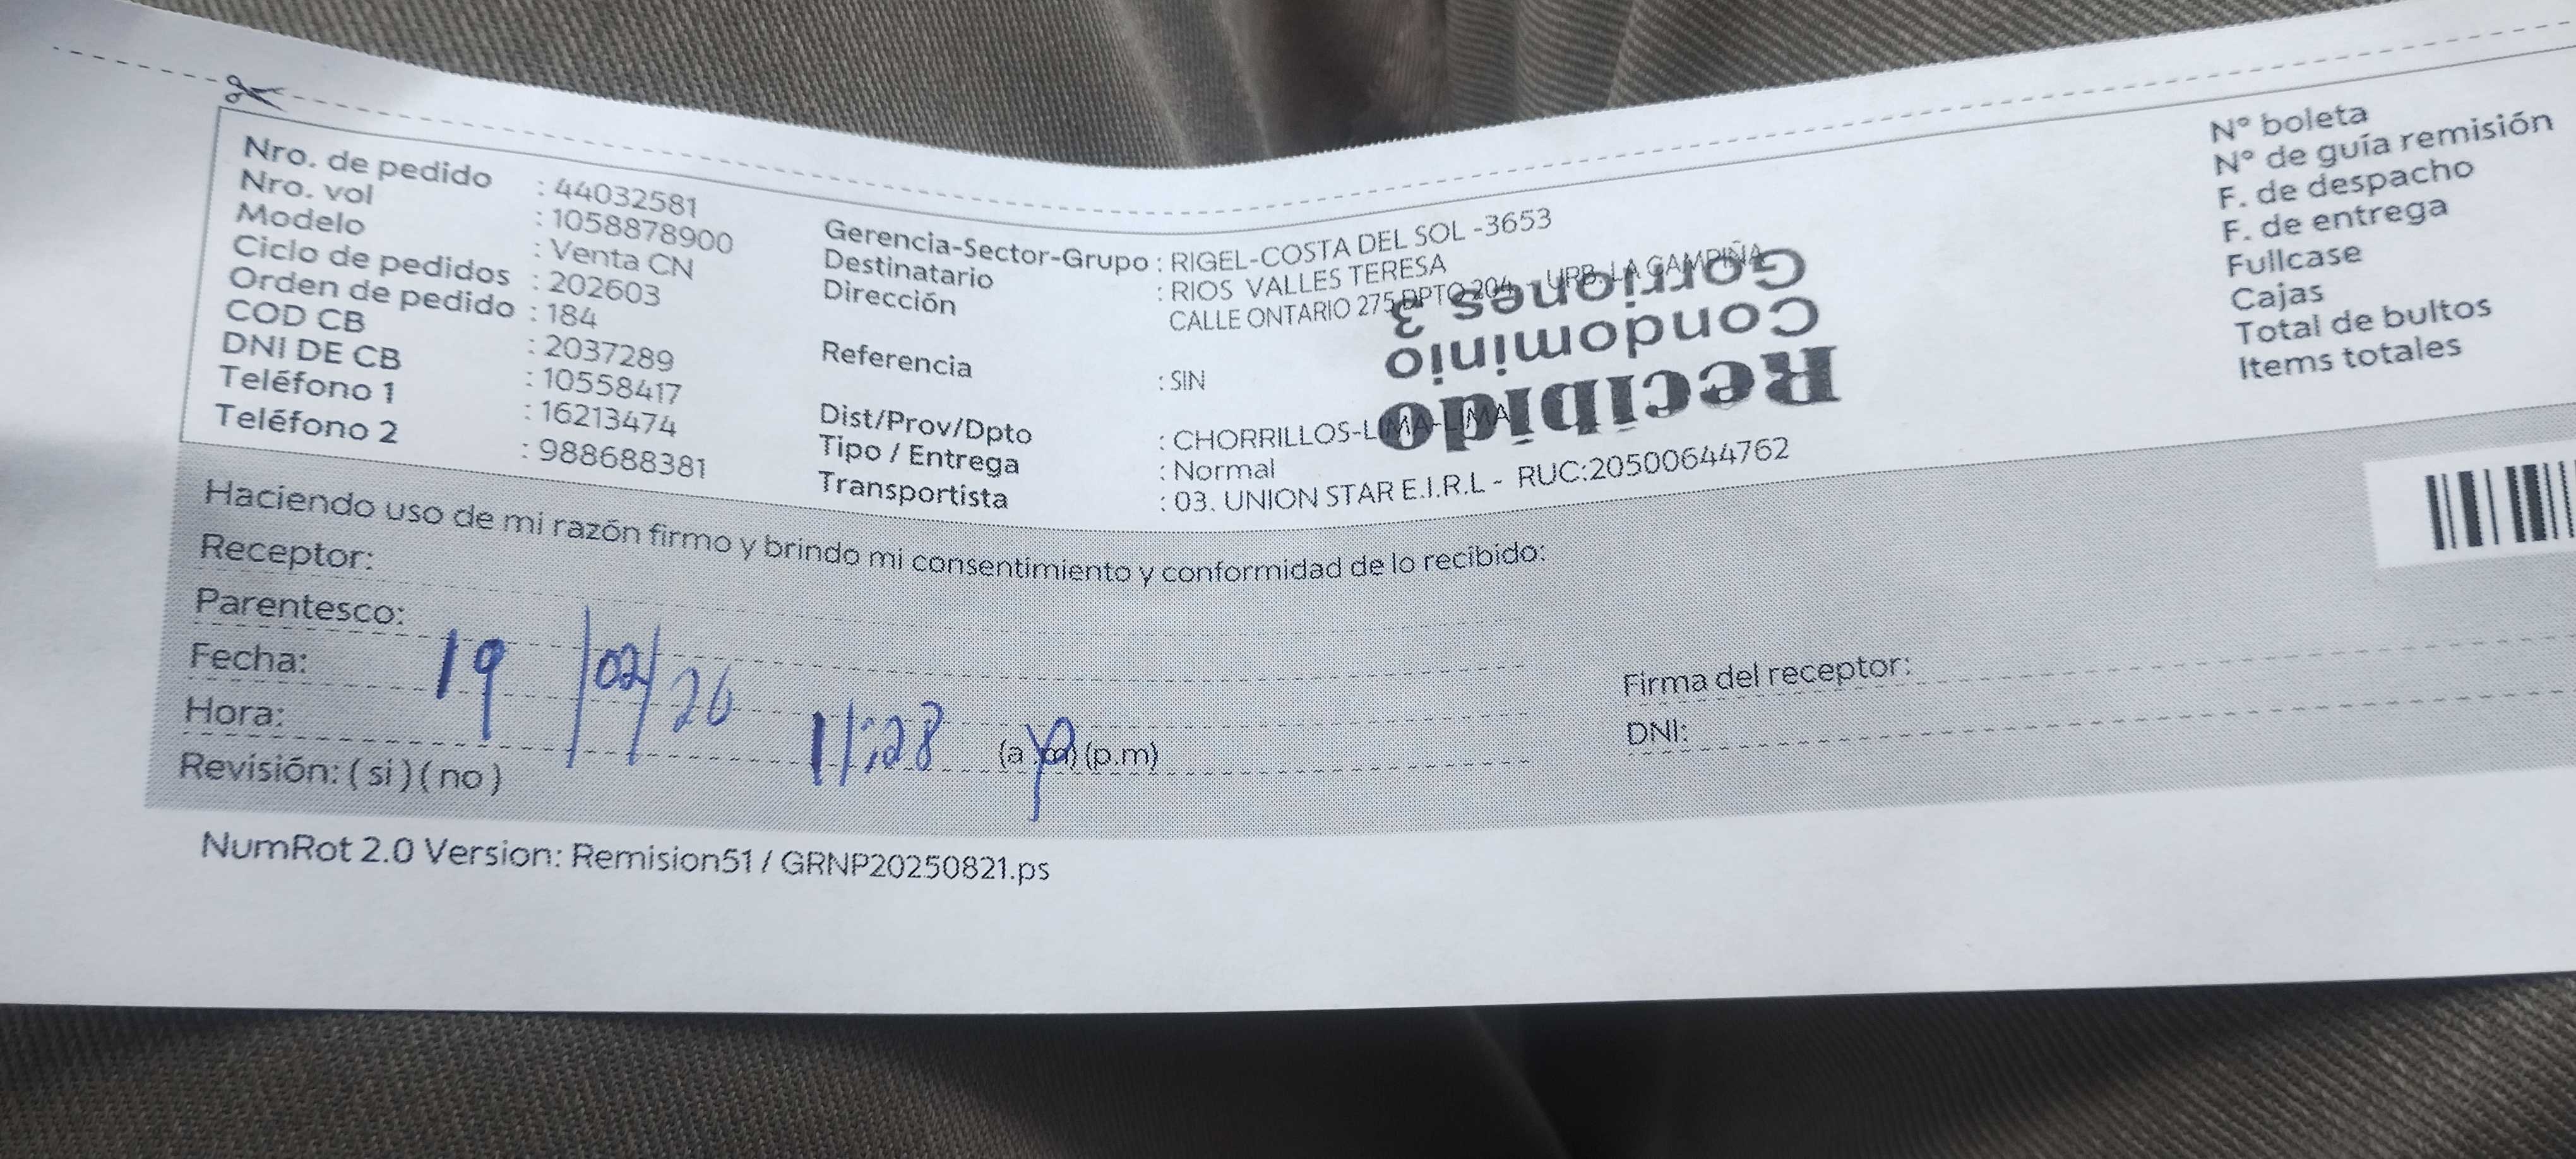 Nro. de pedido : 44032581
Nro. vol : 1058878900
Modelo : Venta CN
Ciclo de pedidos : 202603
Orden de pedido : 184
COD CB : 2037289
DNI DE CB : 10558417
Teléfono 1 : 16213474
Teléfono 2 : 988688381
Gerencia-Sector-Grupo : RIGEL-COSTA DEL SOL -3653
Destinatario : RIOS VALLES TERESA
Dirección CALLE ONTARIO 275 DPTO 204 URB. LA CAMPIÑA
Referencia : SIN
Dist/Prov/Dpto : CHORRILLOS-LIMA-LIMA
Tipo / Entrega : Normal
Transportista : 03. UNION STAR E.I.R.L - RUC:20500644762
Recibido
Condominio
Gorriones 3
N° boleta
N° de guía remisión
F. de despacho
F. de entrega
Fullcase
Cajas
Total de bultos
Items totales
Haciendo uso de mi razón firmo y brindo mi consentimiento y conformidad de lo recibido:
Receptor:
Parentesco:
Fecha: 19/02/26
Hora: 11:28 (a.m) (p.m)
Revisión: ( si ) ( no )
Firma del receptor:
DNI:
NumRot 2.0 Version: Remision51 / GRNP20250821.ps